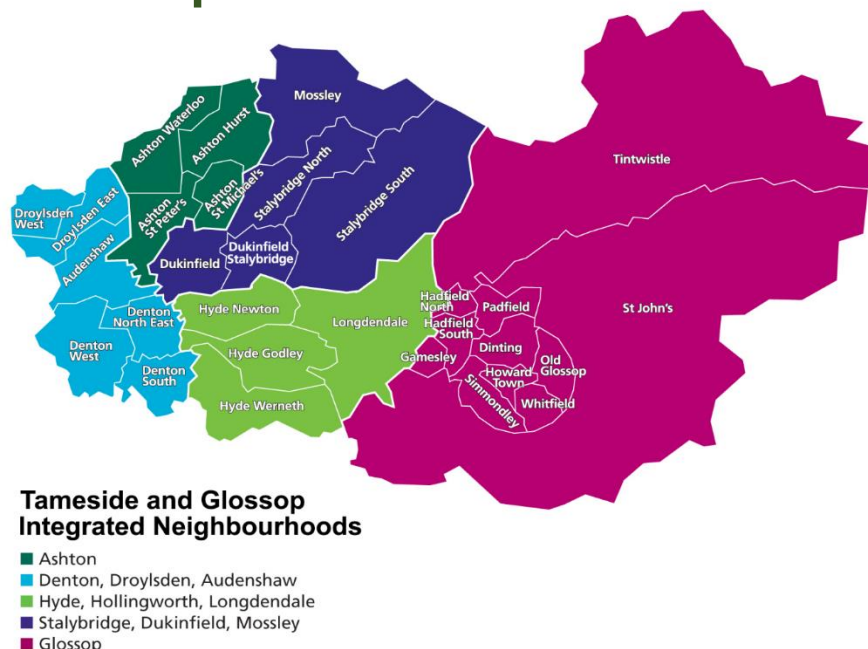 Mossley
Ashton Waterloo
Ashton Hurst
Tintwistle
Stalybridge North
Ashton
St Michael's
Ashton
St Peter's
Stalybridge South
Droylsden
West
Droylsden East
Audenshaw
Dukinfield
Stalybridge
Dukinfield
Hadfield
North
Padfield
St John's
Denton
North East
Hyde Newton
Longdendale
Hadfield
South
Denton
West
Hyde Godley
Gamesley
Dinting
Old
Glossop
Howard
Town
Denton
South
Simmondley
Whitfield
Hyde Werneth
Tameside and Glossop
Integrated Neighbourhoods
Ashton
Denton, Droylsden, Audenshaw
Hyde, Hollingworth, Longdendale
Stalybridge, Dukinfield, Mossley
Glossop